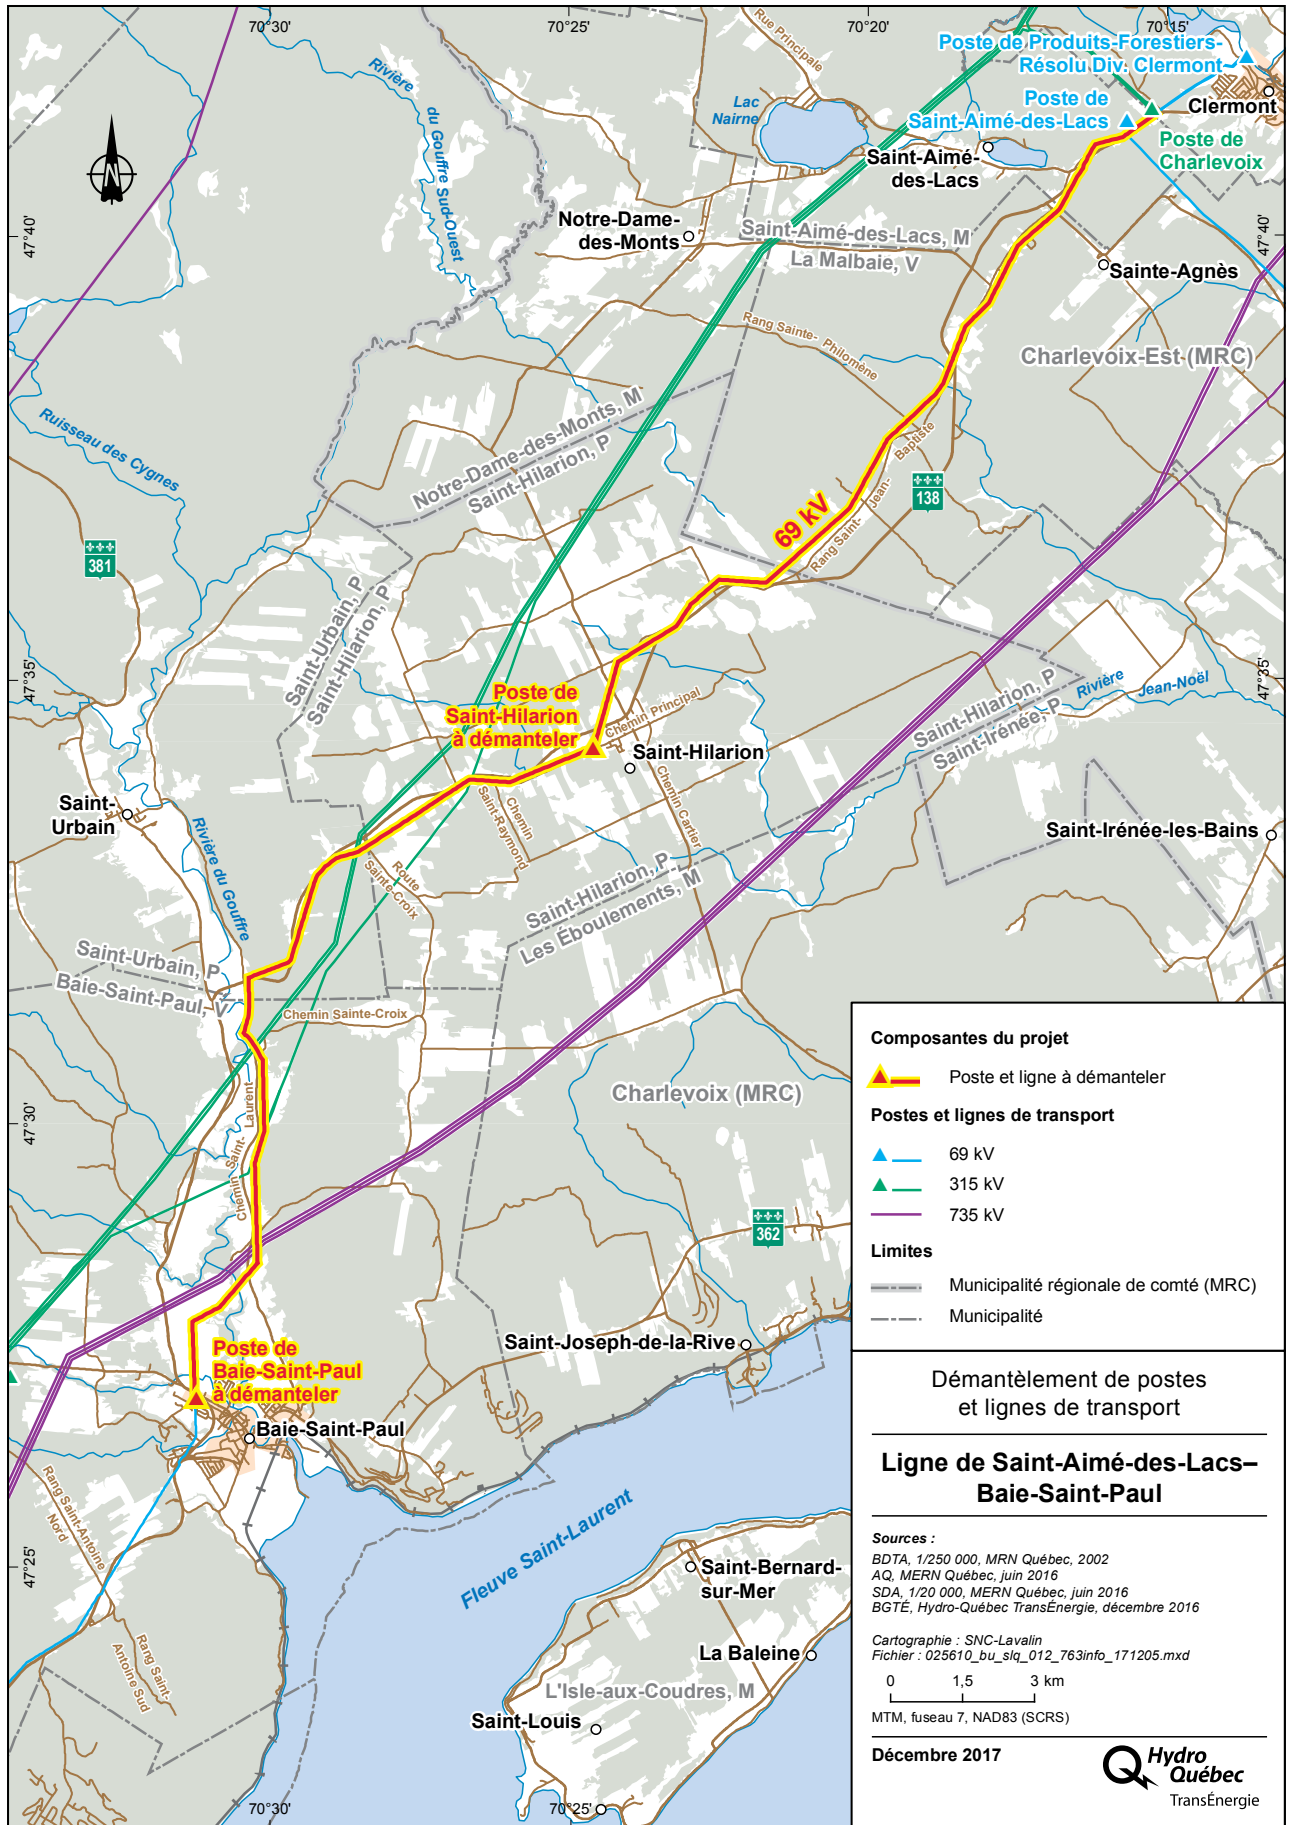 70°30'
70°25'
70°20'
70°15'
Rue Principale
Poste de Produits-Forestiers-
Résolu Div. Clermont
Clermont
Poste de
Saint-Aimé-des-Lacs
Poste de
Charlevoix
Rivière
du Gouffre Sud-Ouest
Lac
Nairne
Saint-Aimé-
des-Lacs
Notre-Dame-
des-Monts
Saint-Aimé-des-Lacs, M
La Malbaie, V
Sainte-Agnès
47°40'
47°40'
Rang Sainte- Philomène
Charlevoix-Est (MRC)
Ruisseau des Cygnes
Notre-Dame-des-Monts, M
Saint-Hilarion, P
Rang Saint- Jean-
Baptiste
138
69 kV
381
Saint-Urbain, P
Saint-Hilarion, P
47°35'
47°35'
Rivière
Jean-Noël
Saint-Hilarion, P
Saint-Irénée, P
Poste de
Saint-Hilarion
à démanteler
Chemin Principal
Saint-Hilarion
Chemin Cartier
Chemin
Saint-Raymond
Saint-
Urbain
Rivière du Gouffre
Saint-Irénée-les-Bains
Route
Sainte-Croix
Saint-Hilarion, P
Les Éboulements, M
Saint-Urbain, P
Baie-Saint-Paul, V
Chemin Sainte-Croix
Charlevoix (MRC)
47°30'
Chemin Saint-
Laurent
362
Saint-Joseph-de-la-Rive
Poste de
Baie-Saint-Paul
à démanteler
Baie-Saint-Paul
Rang Saint-Antoine
Nord
Rang Saint-
Antoine Sud
Fleuve Saint-Laurent
47°25'
Saint-Bernard-
sur-Mer
La Baleine
L'Isle-aux-Coudres, M
Saint-Louis
70°30'
70°25'
Composantes du projet
Poste et ligne à démanteler
Postes et lignes de transport
69 kV
315 kV
735 kV
Limites
Municipalité régionale de comté (MRC)
Municipalité
Démantèlement de postes
et lignes de transport
Ligne de Saint-Aimé-des-Lacs–
Baie-Saint-Paul
Sources :
BDTA, 1/250 000, MRN Québec, 2002
AQ, MERN Québec, juin 2016
SDA, 1/20 000, MERN Québec, juin 2016
BGTÉ, Hydro-Québec TransÉnergie, décembre 2016
Cartographie : SNC-Lavalin
Fichier : 025610_bu_slq_012_763info_171205.mxd
0 1,5 3 km
MTM, fuseau 7, NAD83 (SCRS)
Décembre 2017
Hydro
Québec
TransÉnergie